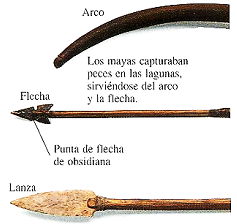 Arco
Los mayas capturaban
peces en las lagunas,
sirviéndose del arco
y la flecha.
Flecha
Punta de flecha
de obsidiana
Lanza